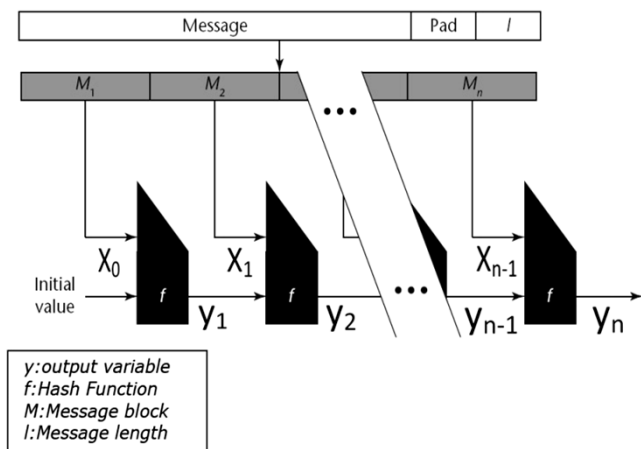 Message Pad l
M1 M2 ••• Mn
X0 X1 Xn-1
Initial value
f f ••• f
y1 y2 yn-1 yn
y:output variable
f:Hash Function
M:Message block
l:Message length